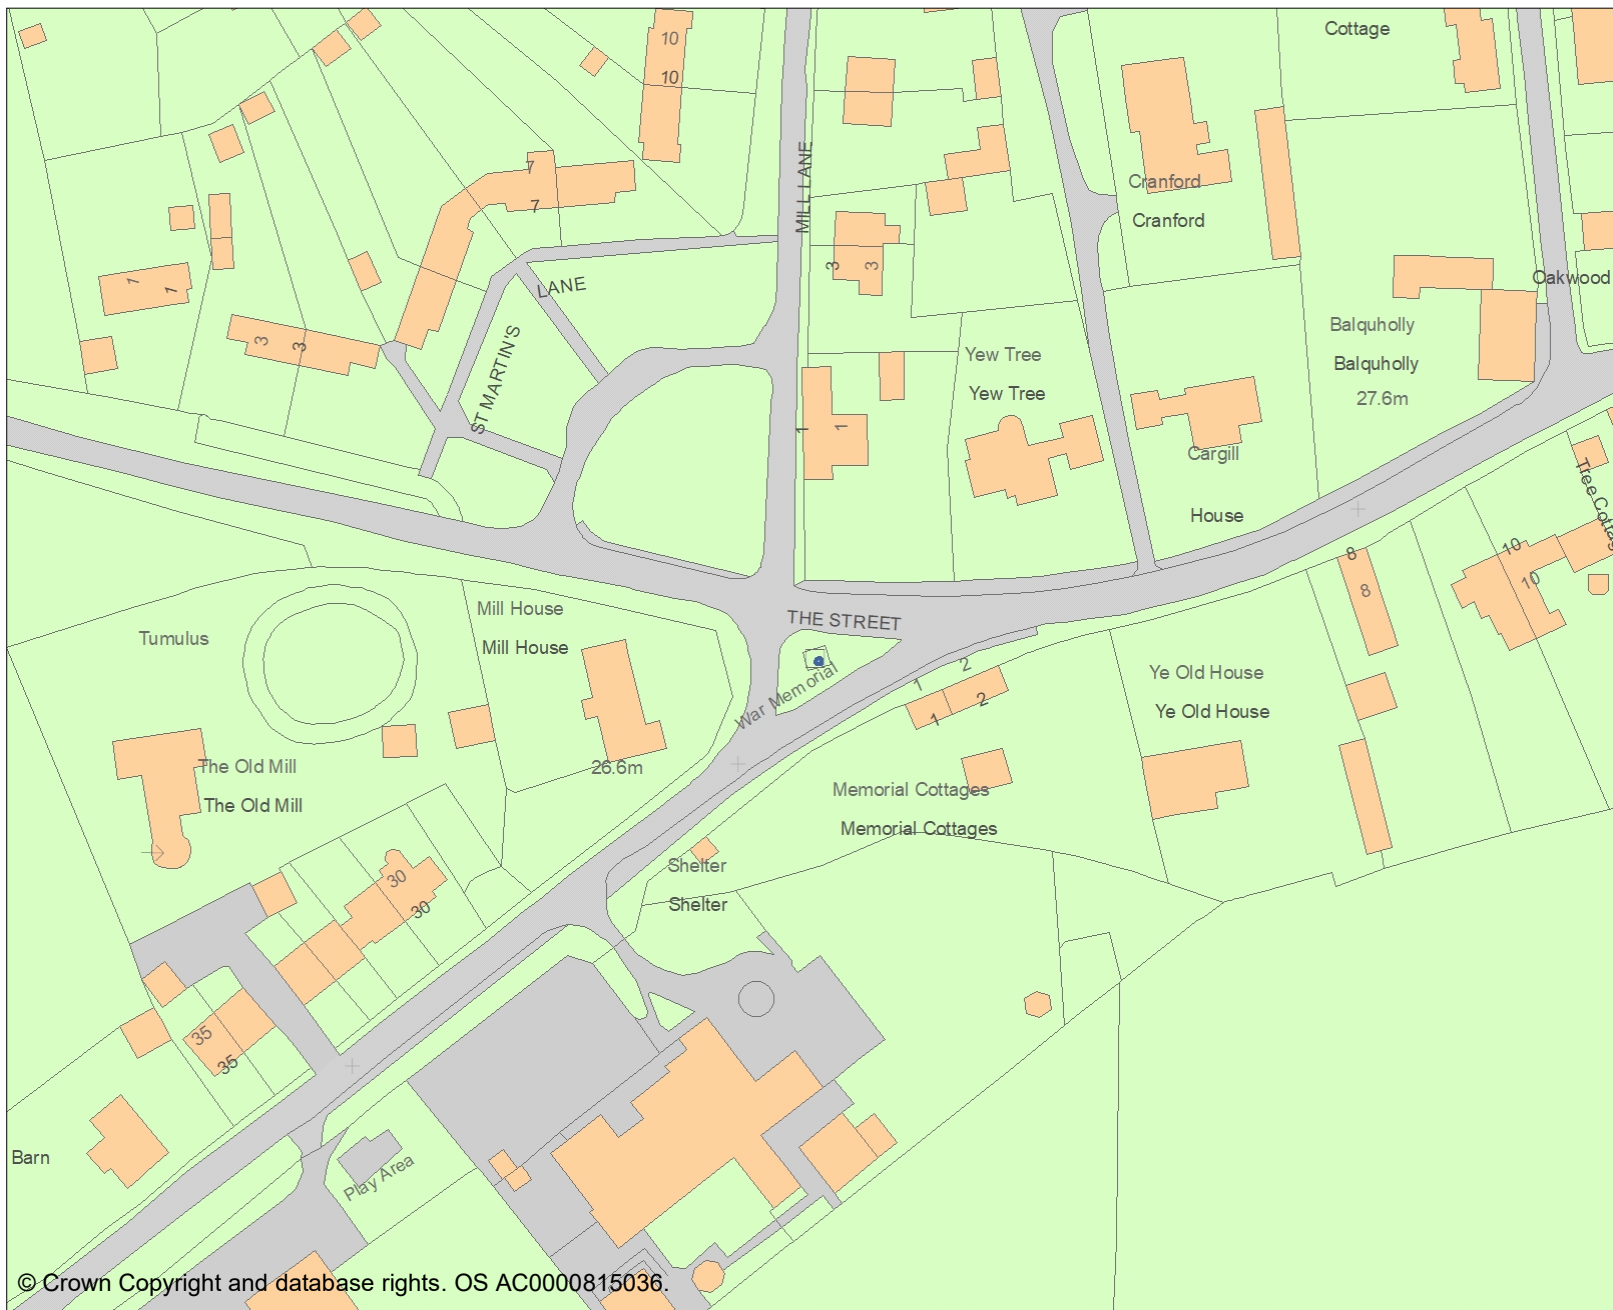 Cottage
10
10
MILL LANE
7
7
Cranford
Cranford
1
1
3
3
LANE
Oakwood
3
3
ST MARTIN'S
Balquholly
Balquholly
27.6m
Yew Tree
Yew Tree
1
1
Cargill
House
Tree Cottag
8
8
10
10
Mill House
Mill House
THE STREET
Tumulus
War Memorial
1
2
1
2
Ye Old House
Ye Old House
26.6m
The Old Mill
The Old Mill
Memorial Cottages
Memorial Cottages
Shelter
Shelter
30
30
35
35
Barn
Play Area
© Crown Copyright and database rights. OS AC0000815036.